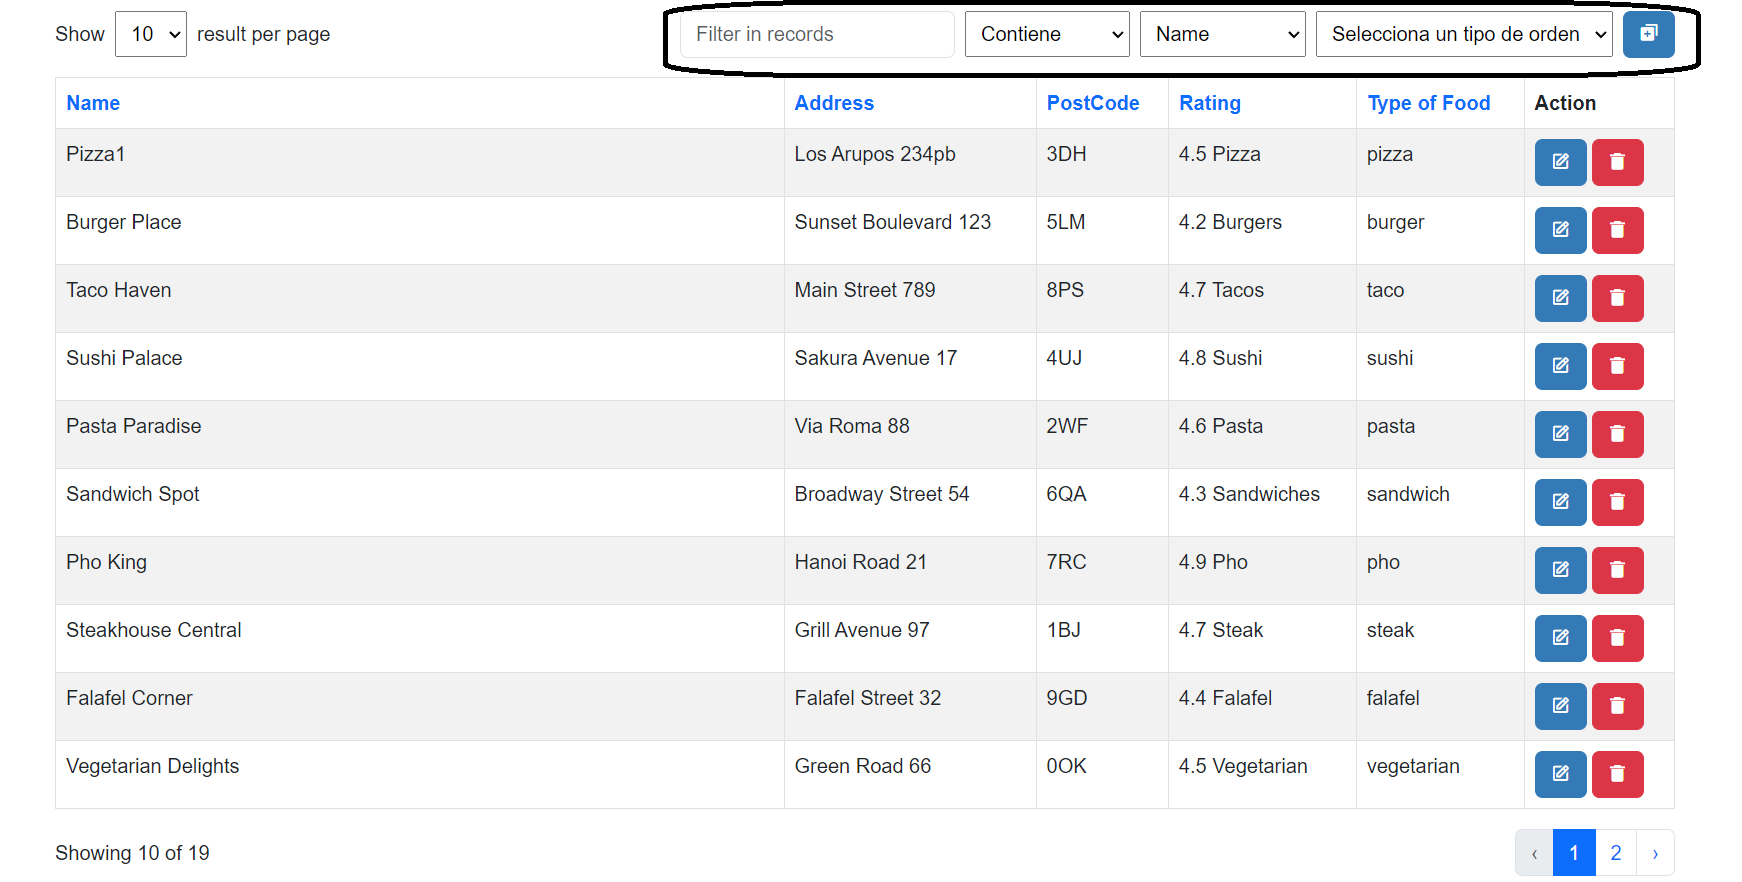 Show 10 result per page Filter in records Contiene Name Selecciona un tipo de orden
Name Address PostCode Rating Type of Food Action
Pizza1 Los Arupos 234pb 3DH 4.5 Pizza pizza
Burger Place Sunset Boulevard 123 5LM 4.2 Burgers burger
Taco Haven Main Street 789 8PS 4.7 Tacos taco
Sushi Palace Sakura Avenue 17 4UJ 4.8 Sushi sushi
Pasta Paradise Via Roma 88 2WF 4.6 Pasta pasta
Sandwich Spot Broadway Street 54 6QA 4.3 Sandwiches sandwich
Pho King Hanoi Road 21 7RC 4.9 Pho pho
Steakhouse Central Grill Avenue 97 1BJ 4.7 Steak steak
Falafel Corner Falafel Street 32 9GD 4.4 Falafel falafel
Vegetarian Delights Green Road 66 0OK 4.5 Vegetarian vegetarian
Showing 10 of 19 ‹ 1 2 ›